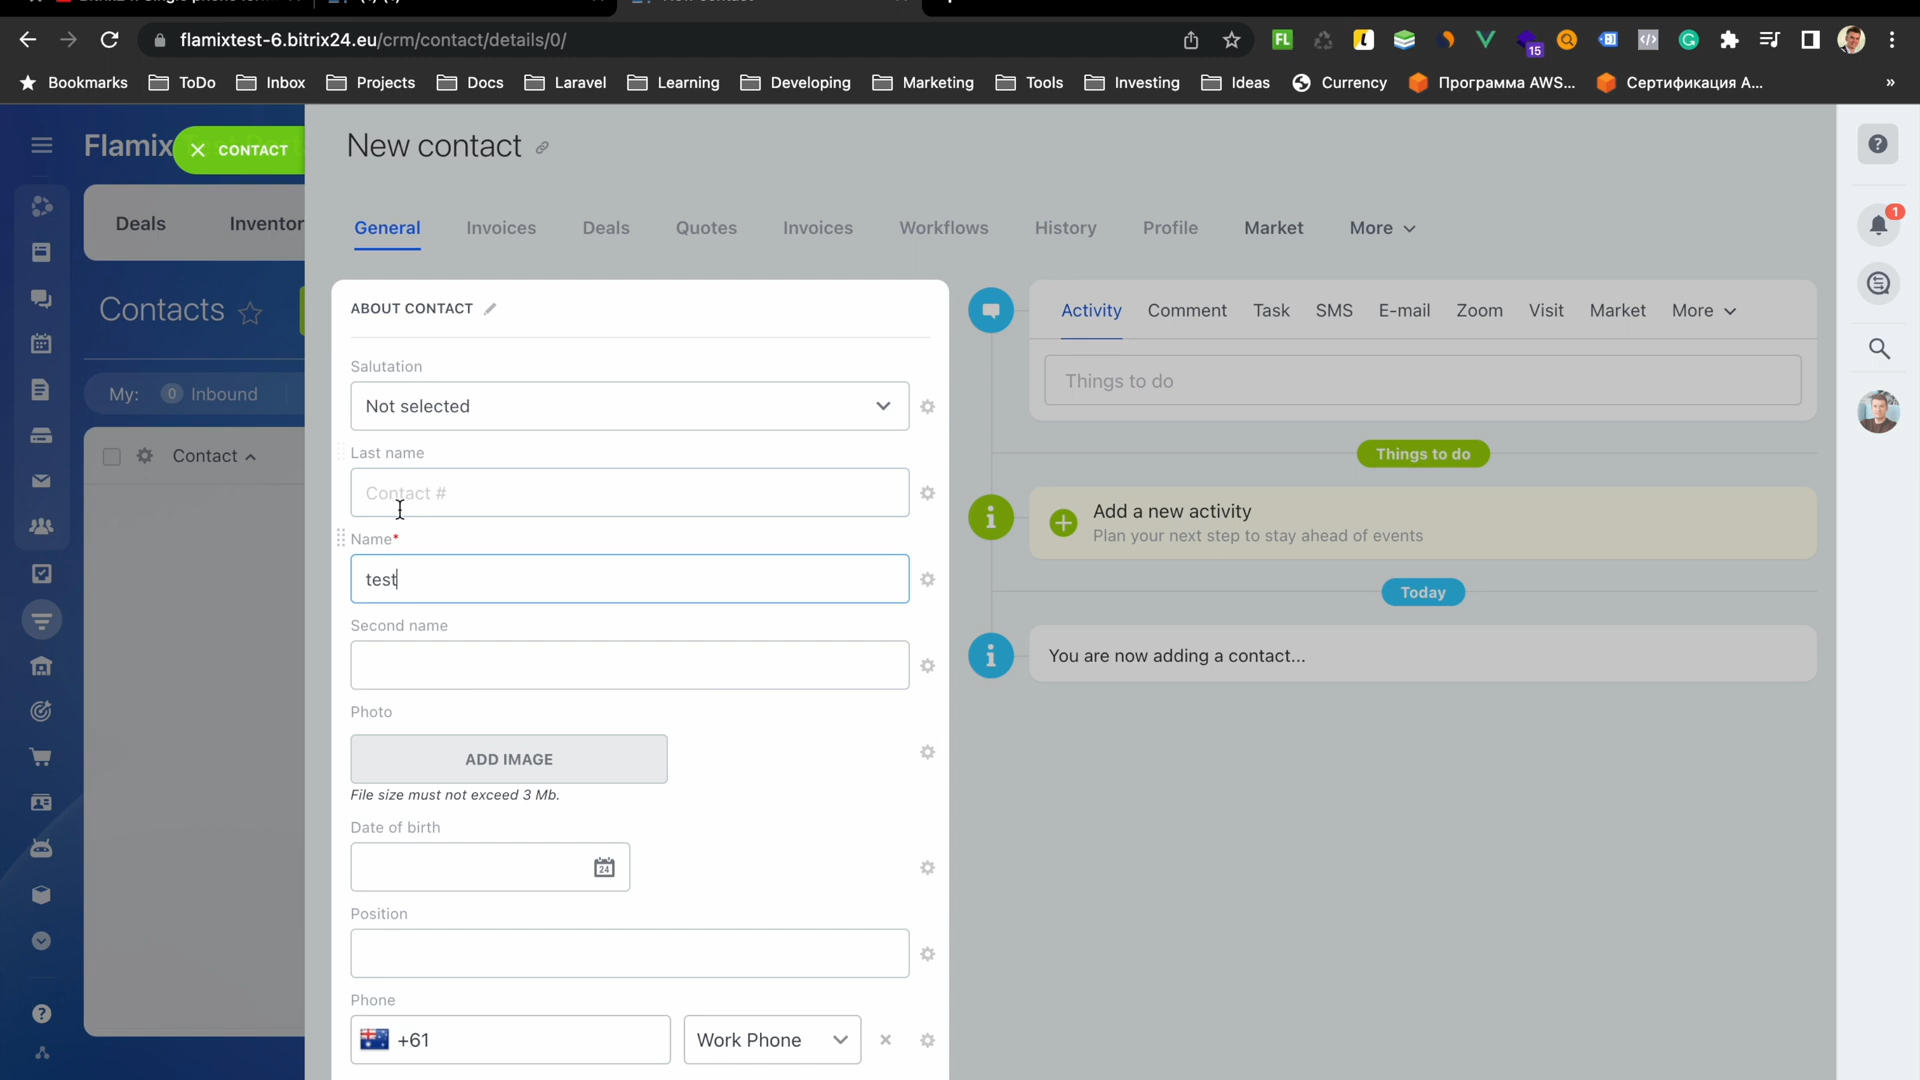 flamixtest-6.bitrix24.eu/crm/contact/details/0/
15
Bookmarks ToDo Inbox Projects Docs Laravel Learning Developing Marketing Tools Investing Ideas Currency Программа AWS... Сертификация A... »
Flamix
CONTACT
New contact
1
Deals Inventor
General Invoices Deals Quotes Invoices Workflows History Profile Market More
Contacts
ABOUT CONTACT
Activity Comment Task SMS E-mail Zoom Visit Market More
Salutation
Not selected
Things to do
My: 0 Inbound
Last name
Contact #
Things to do
Contact
Name*
test
Add a new activity
Plan your next step to stay ahead of events
Today
Second name
You are now adding a contact...
Photo
ADD IMAGE
File size must not exceed 3 Mb.
Date of birth
24
Position
Phone
+61
Work Phone